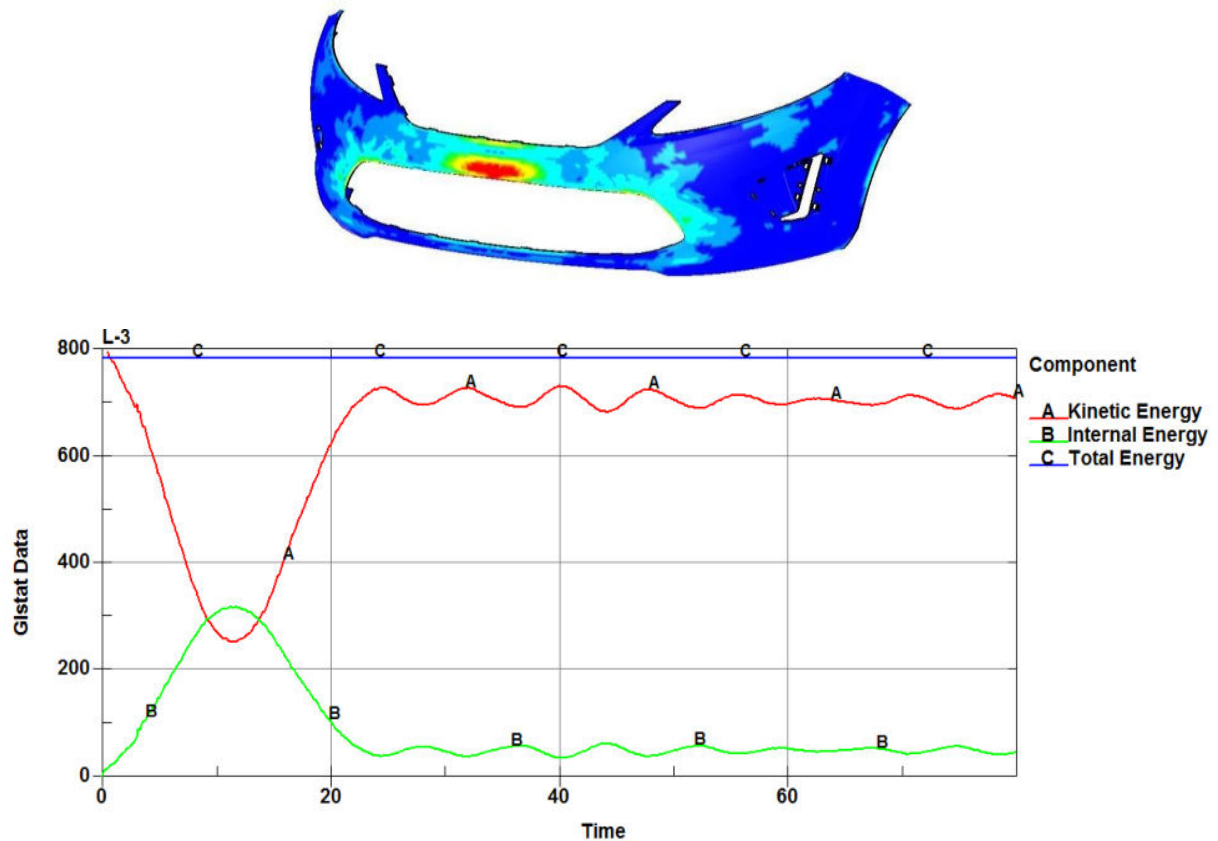 L-3
800
600
400
200
0
Glstat Data
0
20
40
60
Time
C
C
C
C
C
A
A
A
A
A
B
B
B
B
B
Component
A Kinetic Energy
B Internal Energy
C Total Energy